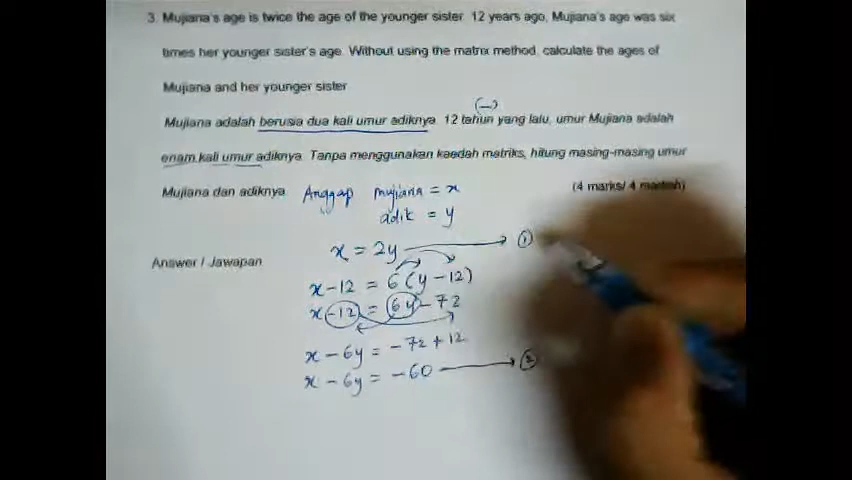 3. Mujiana's age is twice the age of the younger sister. 12 years ago, Mujiana's age was six
times her younger sister's age. Without using the matrix method, calculate the ages of
Mujiana and her younger sister
(-)
Mujiana adalah berusia dua kali umur adiknya. 12 tahun yang lalu, umur Mujiana adalah
enam kali umur adiknya. Tanpa menggunakan kaedah matriks, hitung masing-masing umur
Mujiana dan adiknya. Anggap mujiana = x (4 marks/ 4 markah)
adik = y
x = 2y → ①
Answer / Jawapan
x - 12 = 6(y - 12)
x - 12 = 6y - 72
x - 6y = -72 + 12
x - 6y = -60 → ②